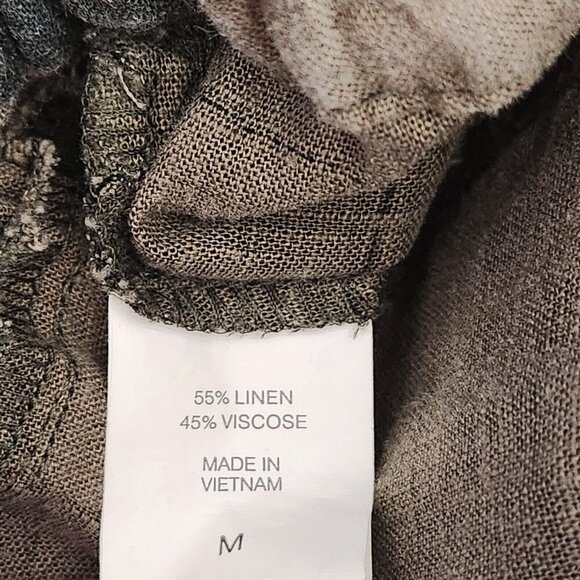 55% LINEN
45% VISCOSE
MADE IN
VIETNAM
M